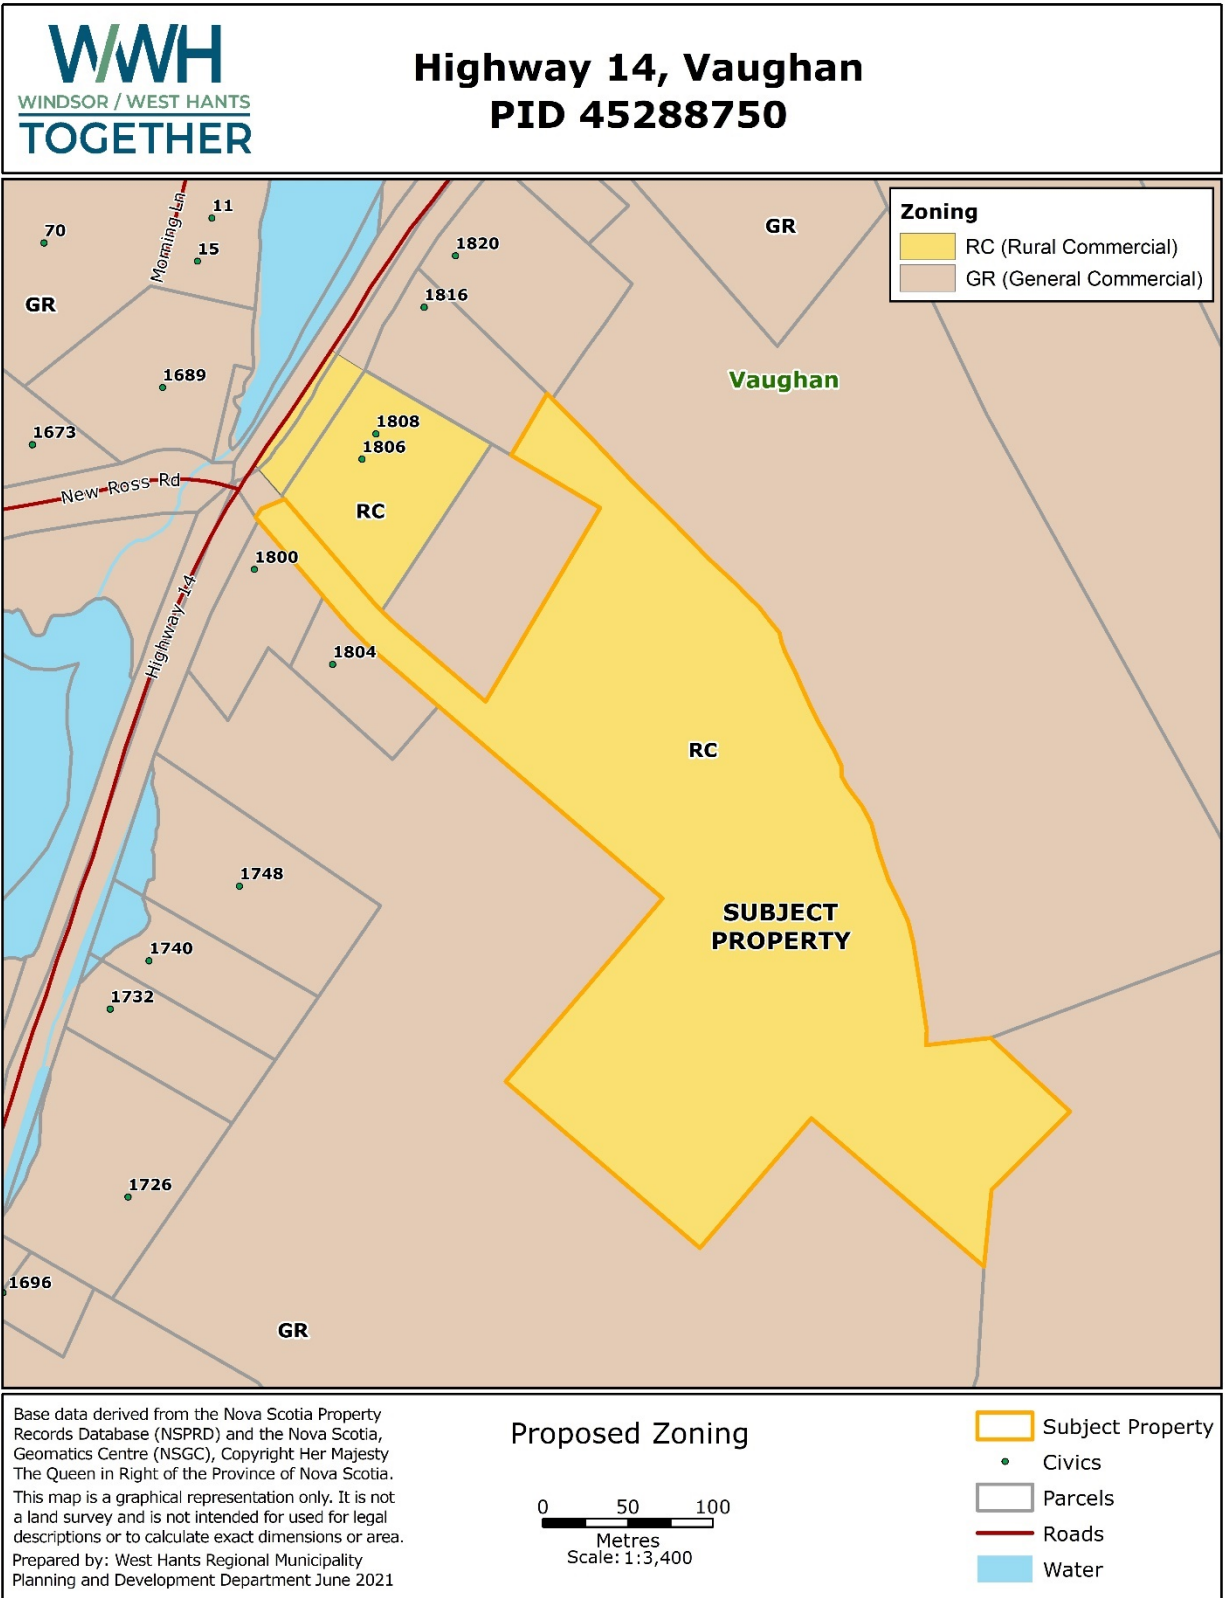 WWH
WINDSOR / WEST HANTS
TOGETHER
Highway 14, Vaughan
PID 45288750
Zoning
RC (Rural Commercial)
GR (General Commercial)
70
11
15
Morning Ln
GR
1820
1816
GR
Vaughan
1689
1673
1808
1806
New Ross Rd
RC
1800
Highway 14
1804
RC
1748
SUBJECT
PROPERTY
1740
1732
1726
1696
GR
Base data derived from the Nova Scotia Property
Records Database (NSPRD) and the Nova Scotia,
Geomatics Centre (NSGC), Copyright Her Majesty
The Queen in Right of the Province of Nova Scotia.
This map is a graphical representation only. It is not
a land survey and is not intended for used for legal
descriptions or to calculate exact dimensions or area.
Prepared by: West Hants Regional Municipality
Planning and Development Department June 2021
Proposed Zoning
0 50 100
Metres
Scale: 1:3,400
Subject Property
Civics
Parcels
Roads
Water